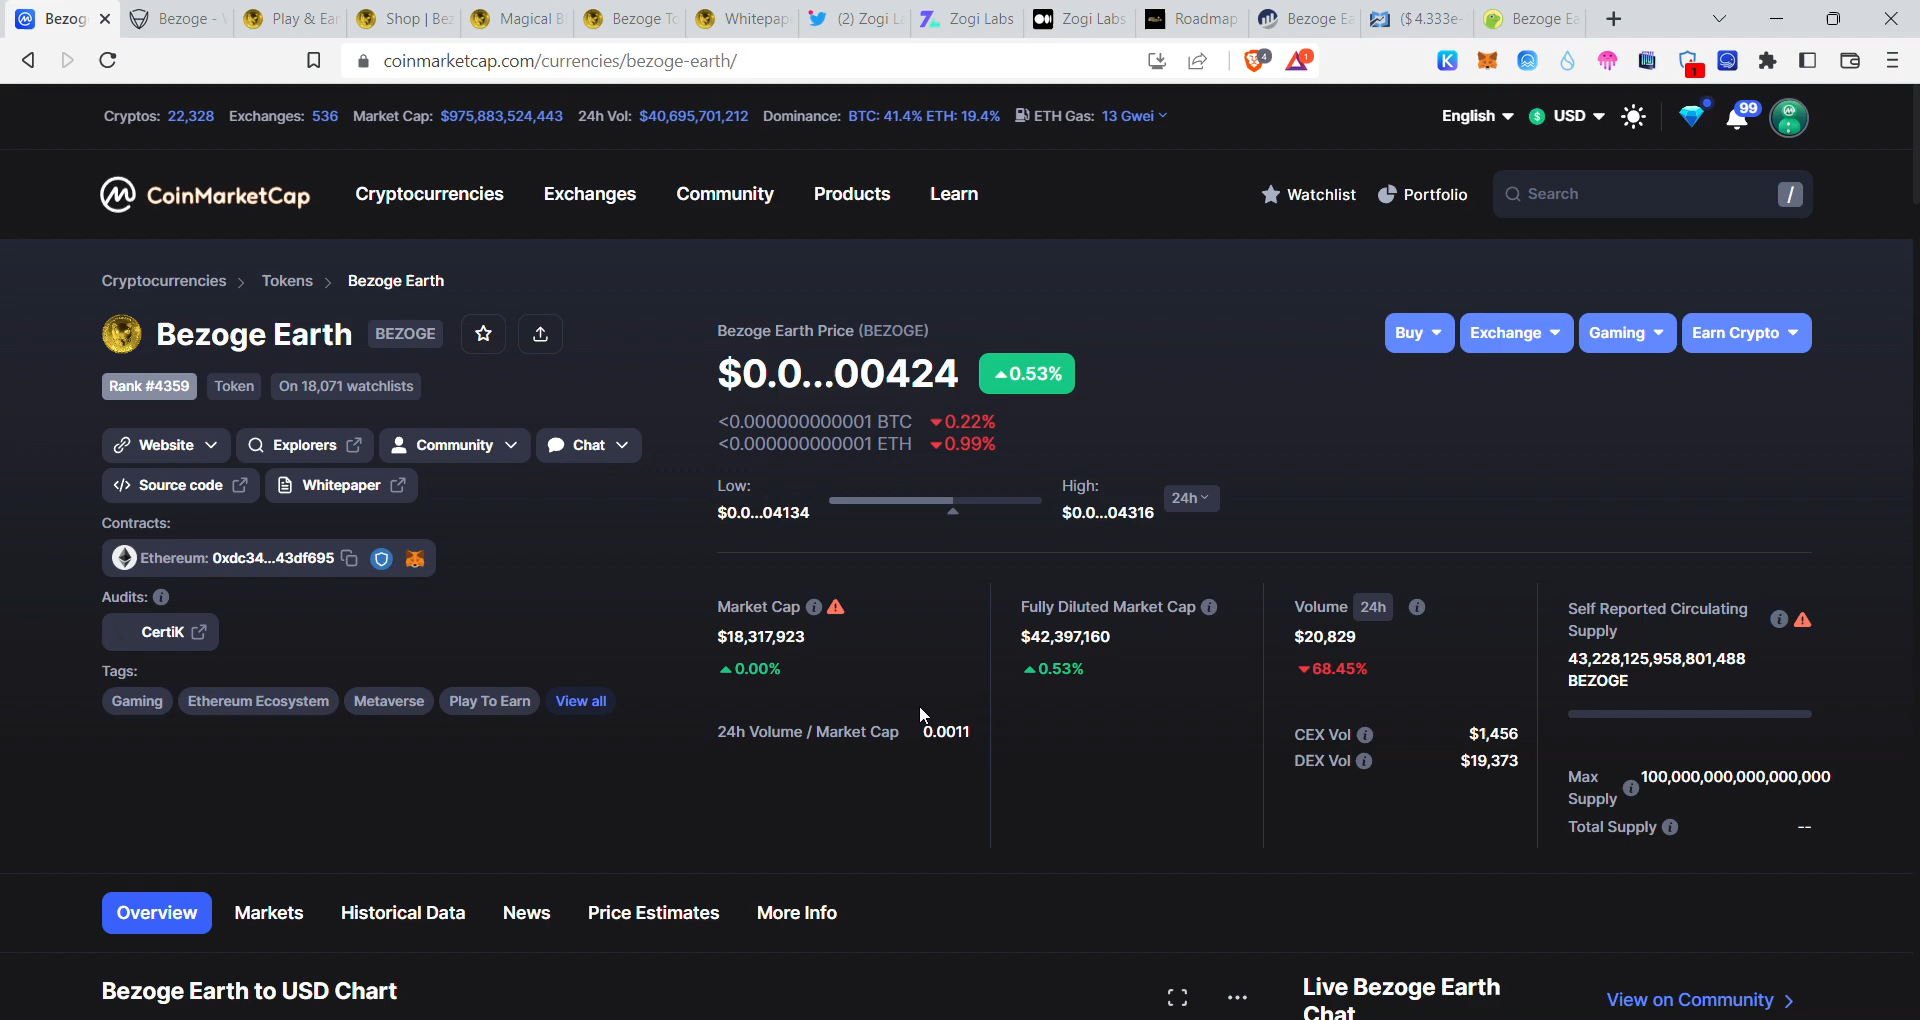 Bezog
Bezoge -
Play & Ear
Shop | Bez
Magical B
Bezoge To
Whitepap
(2) Zogi L
Zogi Labs
Zogi Labs
Roadmap
Bezoge Ea
($4.333e-
Bezoge Ea
coinmarketcap.com/currencies/bezoge-earth/
4
1
K
1
Cryptos: 22,328 Exchanges: 536 Market Cap: $975,883,524,443 24h Vol: $40,695,701,212 Dominance: BTC: 41.4% ETH: 19.4% ETH Gas: 13 Gwei
English USD 99
CoinMarketCap Cryptocurrencies Exchanges Community Products Learn
Watchlist Portfolio Search /
Cryptocurrencies > Tokens > Bezoge Earth
Bezoge Earth BEZOGE
Rank #4359 Token On 18,071 watchlists
Website Explorers Community Chat
Source code Whitepaper
Contracts:
Ethereum: 0xdc34...43df695
Audits:
CertiK
Tags:
Gaming Ethereum Ecosystem Metaverse Play To Earn View all
Bezoge Earth Price (BEZOGE)
$0.0...00424 0.53%
<0.000000000001 BTC 0.22%
<0.000000000001 ETH 0.99%
Low:
$0.0...04134
High:
$0.0...04316
24h
Buy Exchange Gaming Earn Crypto
Market Cap
$18,317,923
0.00%
24h Volume / Market Cap 0.0011
Fully Diluted Market Cap
$42,397,160
0.53%
Volume 24h
$20,829
68.45%
CEX Vol $1,456
DEX Vol $19,373
Self Reported Circulating
Supply
43,228,125,958,801,488
BEZOGE
Max
Supply
100,000,000,000,000,000
Total Supply --
Overview Markets Historical Data News Price Estimates More Info
Bezoge Earth to USD Chart
Live Bezoge Earth
Chat
View on Community >